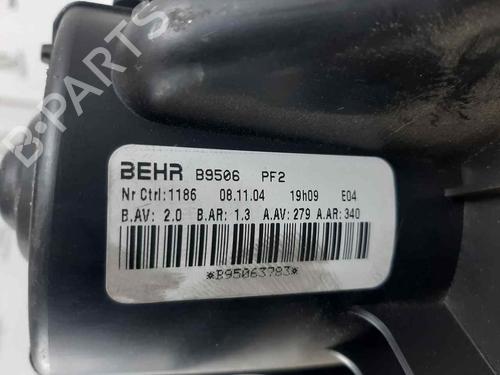 BEHR B9506 PF2
Nr Ctrl:1186 08.11.04 19h09 E04
B.AV: 2.0 B.AR: 1.3 A.AV: 279 A.AR: 340
*B95063783*
B-PARTS